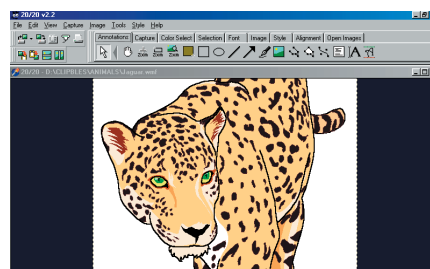 20/20 v2.2
File Edit View Capture Image Tools Style Help
Annotations Capture Color Select Selection Font Image Style Alignment Open Images
Zoom Zoom Zoom A
20/20 - D:\CLIPBLES\ANIMALS\Jaguar.wmf